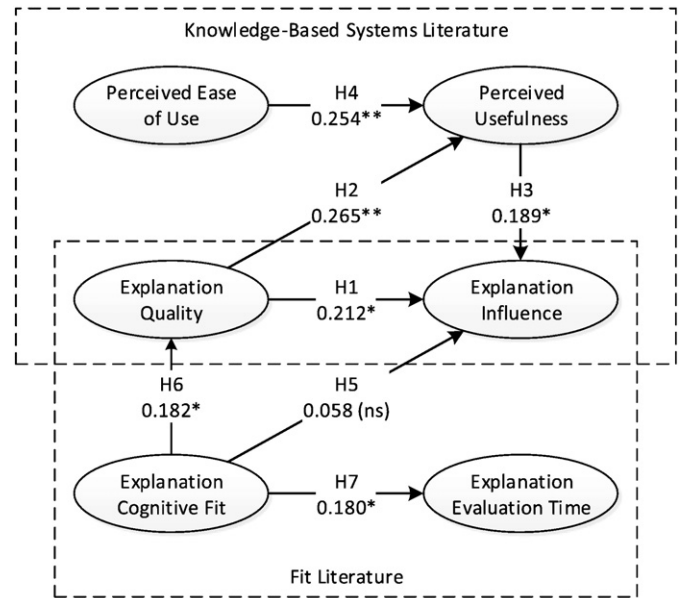 Knowledge-Based Systems Literature
Perceived Ease
of Use
H4
0.254**
Perceived
Usefulness
H2
0.265**
H3
0.189*
Explanation
Quality
H1
0.212*
Explanation
Influence
H6
0.182*
H5
0.058 (ns)
Explanation
Cognitive Fit
H7
0.180*
Explanation
Evaluation Time
Fit Literature